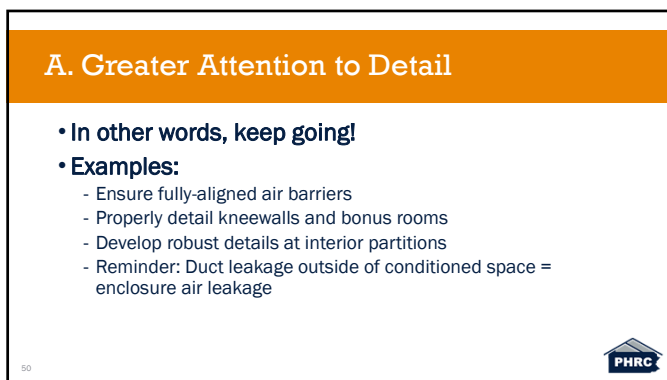 A. Greater Attention to Detail
• In other words, keep going!
• Examples:
- Ensure fully-aligned air barriers
- Properly detail kneewalls and bonus rooms
- Develop robust details at interior partitions
- Reminder: Duct leakage outside of conditioned space =
enclosure air leakage
50
PHRC